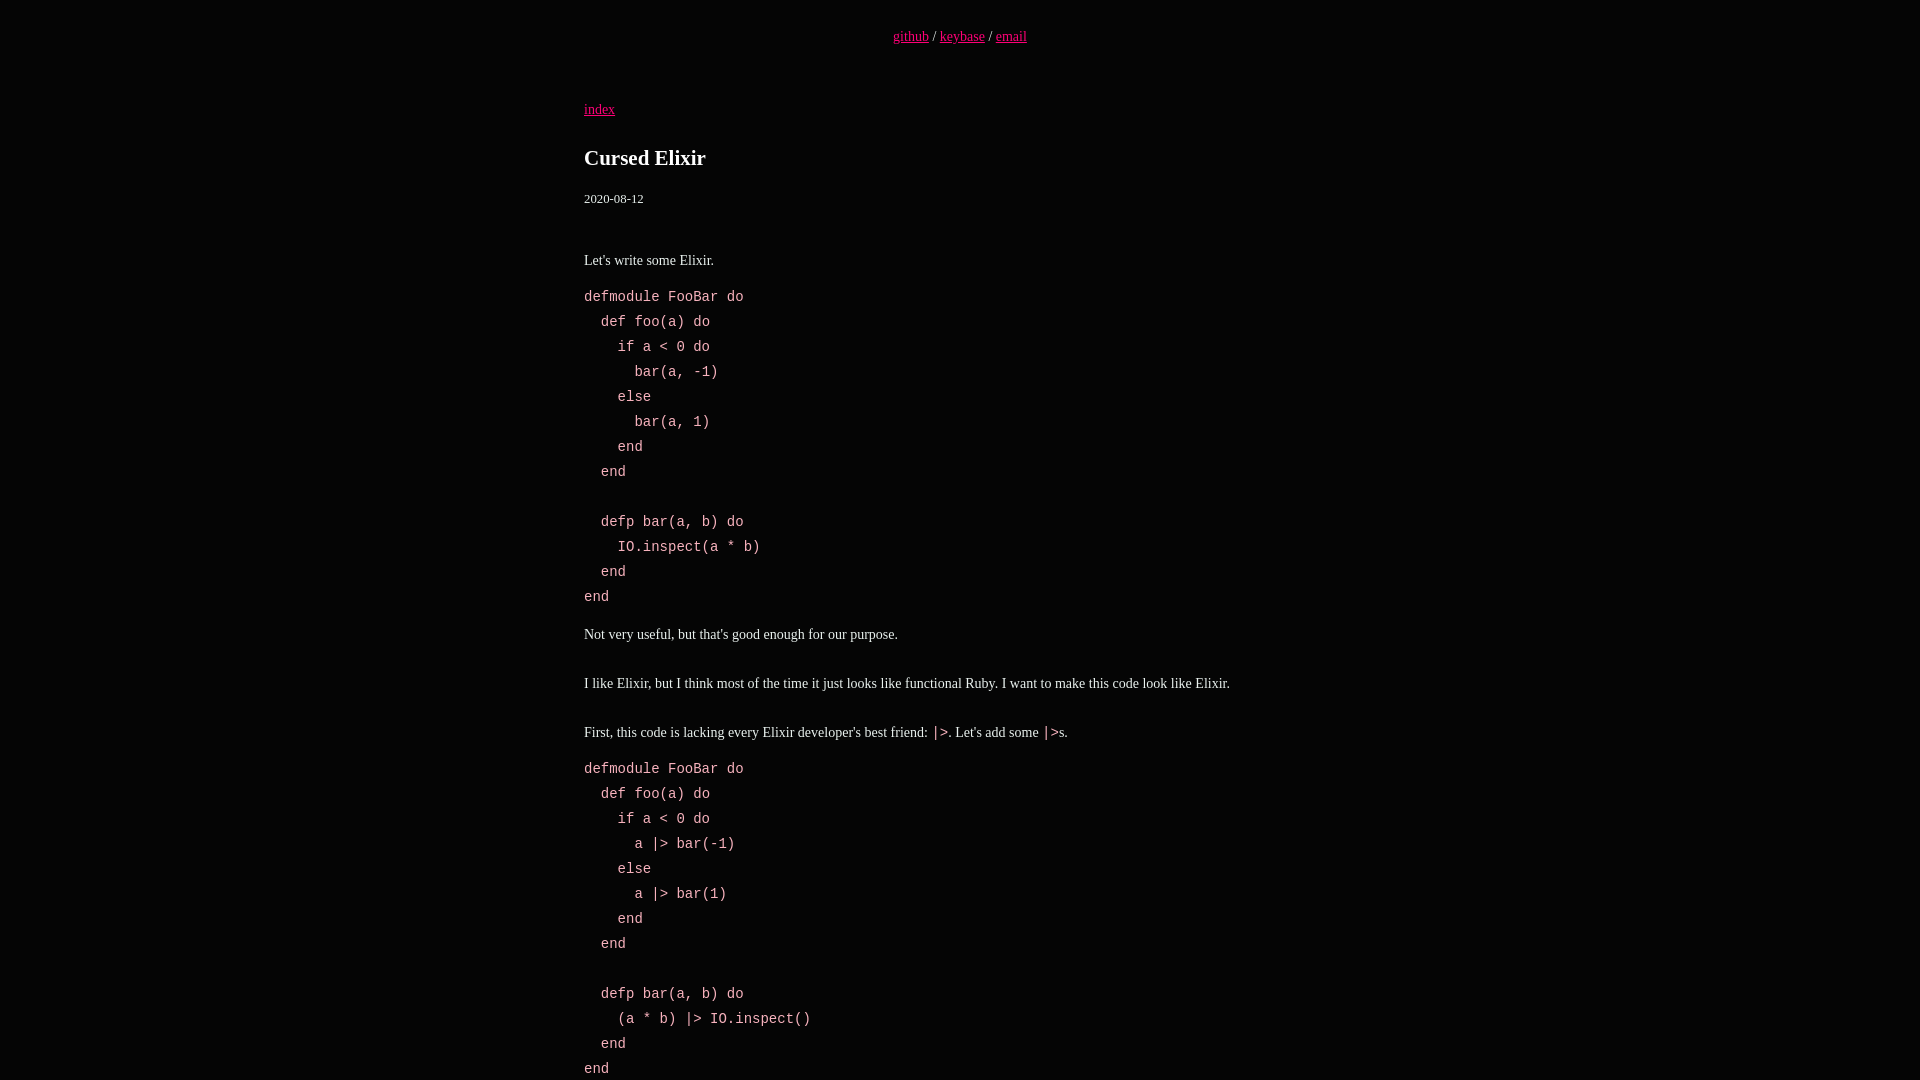 github / keybase / email
index
Cursed Elixir
2020-08-12
Let's write some Elixir.
defmodule FooBar do
  def foo(a) do
    if a < 0 do
      bar(a, -1)
    else
      bar(a, 1)
    end
  end

  defp bar(a, b) do
    IO.inspect(a * b)
  end
end
Not very useful, but that's good enough for our purpose.
I like Elixir, but I think most of the time it just looks like functional Ruby. I want to make this code look like Elixir.
First, this code is lacking every Elixir developer's best friend: |>. Let's add some |>s.
defmodule FooBar do
  def foo(a) do
    if a < 0 do
      a |> bar(-1)
    else
      a |> bar(1)
    end
  end

  defp bar(a, b) do
    (a * b) |> IO.inspect()
  end
end